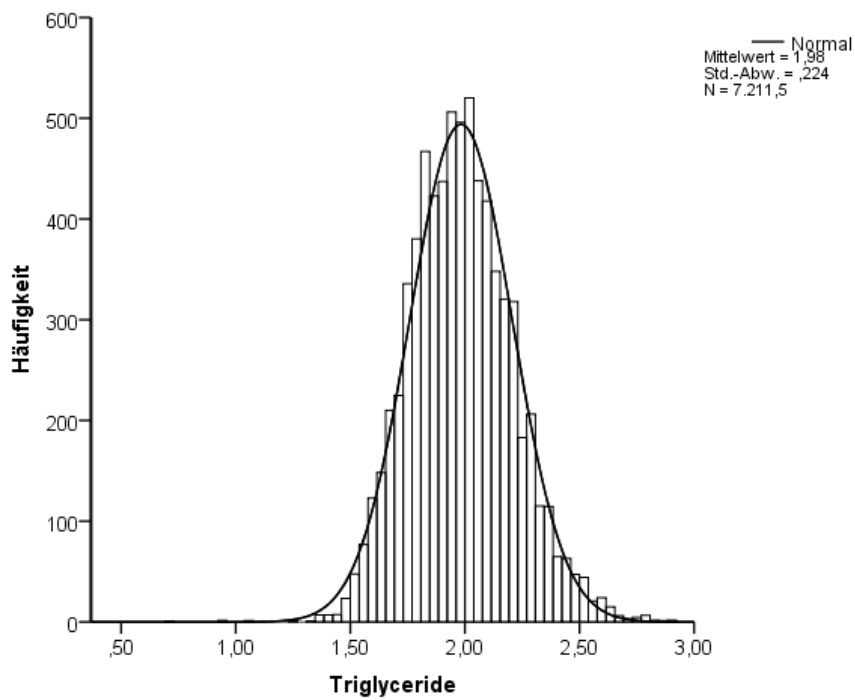 600
500
400
300
200
100
0
Häufigkeit
,50
1,00
1,50
2,00
2,50
3,00
Triglyceride
Normal
Mittelwert = 1,98
Std.-Abw. = ,224
N = 7.211,5